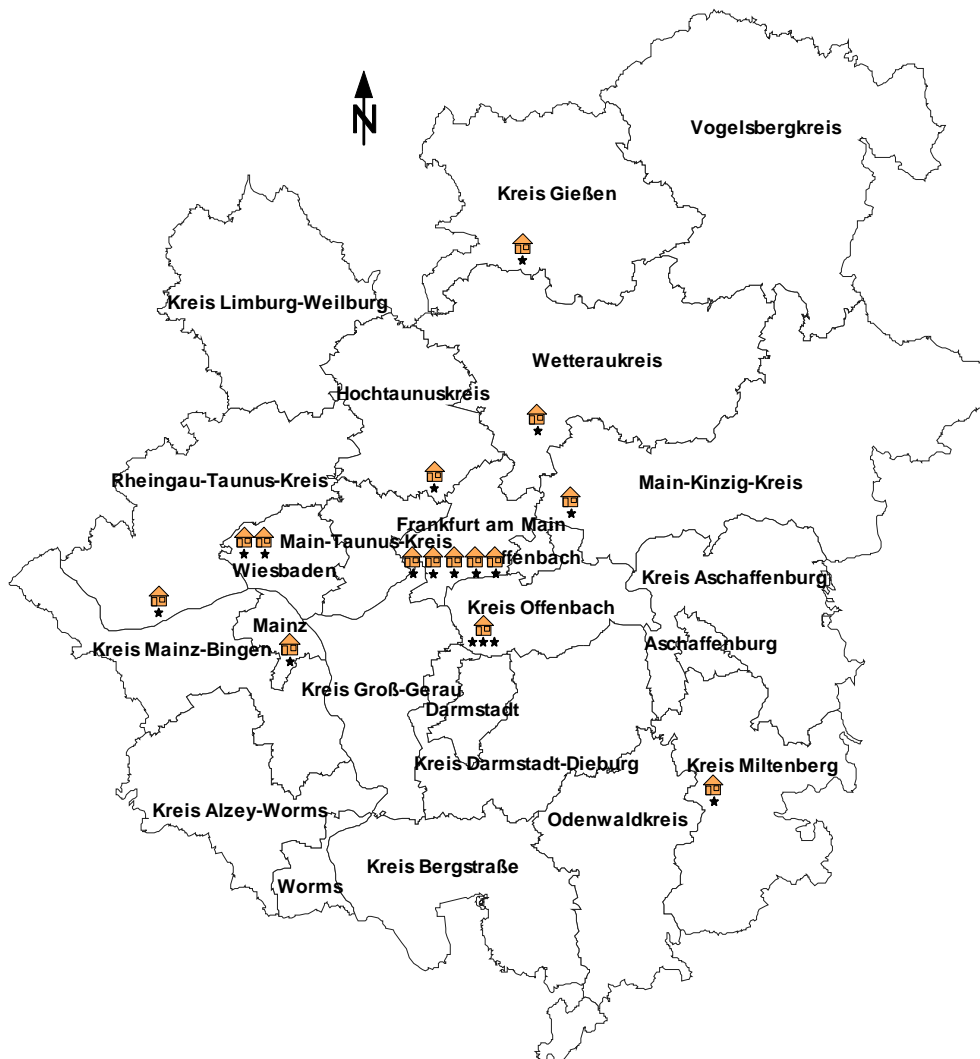 N
Vogelsbergkreis
Kreis Gießen
Kreis Limburg-Weilburg
Wetteraukreis
Hochtaunuskreis
Rheingau-Taunus-Kreis
Main-Kinzig-Kreis
Frankfurt am Main
Main-Taunus-Kreis
ffenbach
Wiesbaden
Kreis Aschaffenburg
Kreis Offenbach
Mainz
Kreis Mainz-Bingen
Aschaffenburg
Kreis Groß-Gerau
Darmstadt
Kreis Darmstadt-Dieburg
Kreis Miltenberg
Kreis Alzey-Worms
Odenwaldkreis
Kreis Bergstraße
Worms